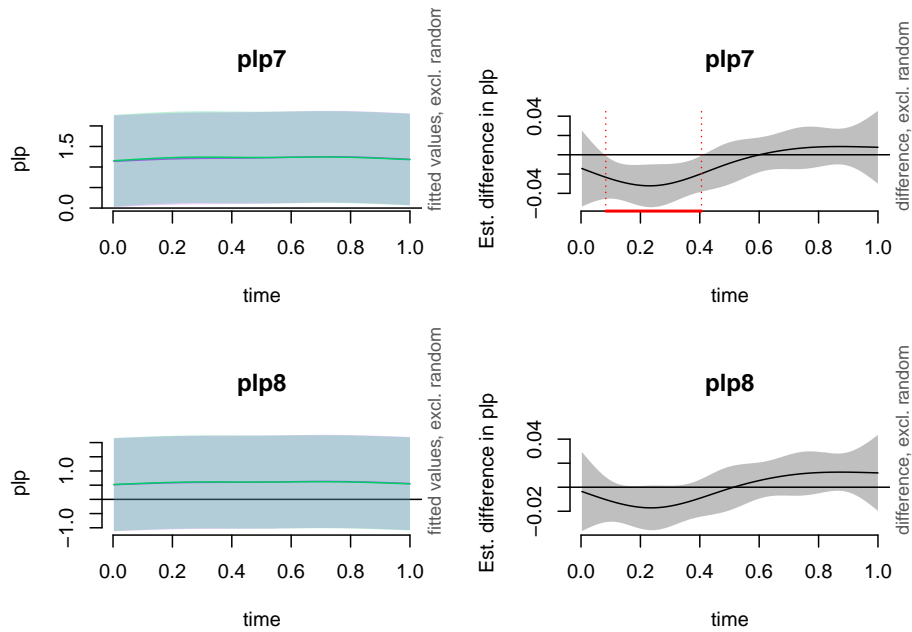 plp7
plp
0.0 1.5
0.0 0.2 0.4 0.6 0.8 1.0
time
fitted values, excl. random
plp7
Est. difference in plp
−0.04 0.04
0.0 0.2 0.4 0.6 0.8 1.0
time
difference, excl. random
plp8
plp
−1.0 1.0
0.0 0.2 0.4 0.6 0.8 1.0
time
fitted values, excl. random
plp8
Est. difference in plp
−0.02 0.04
0.0 0.2 0.4 0.6 0.8 1.0
time
difference, excl. random